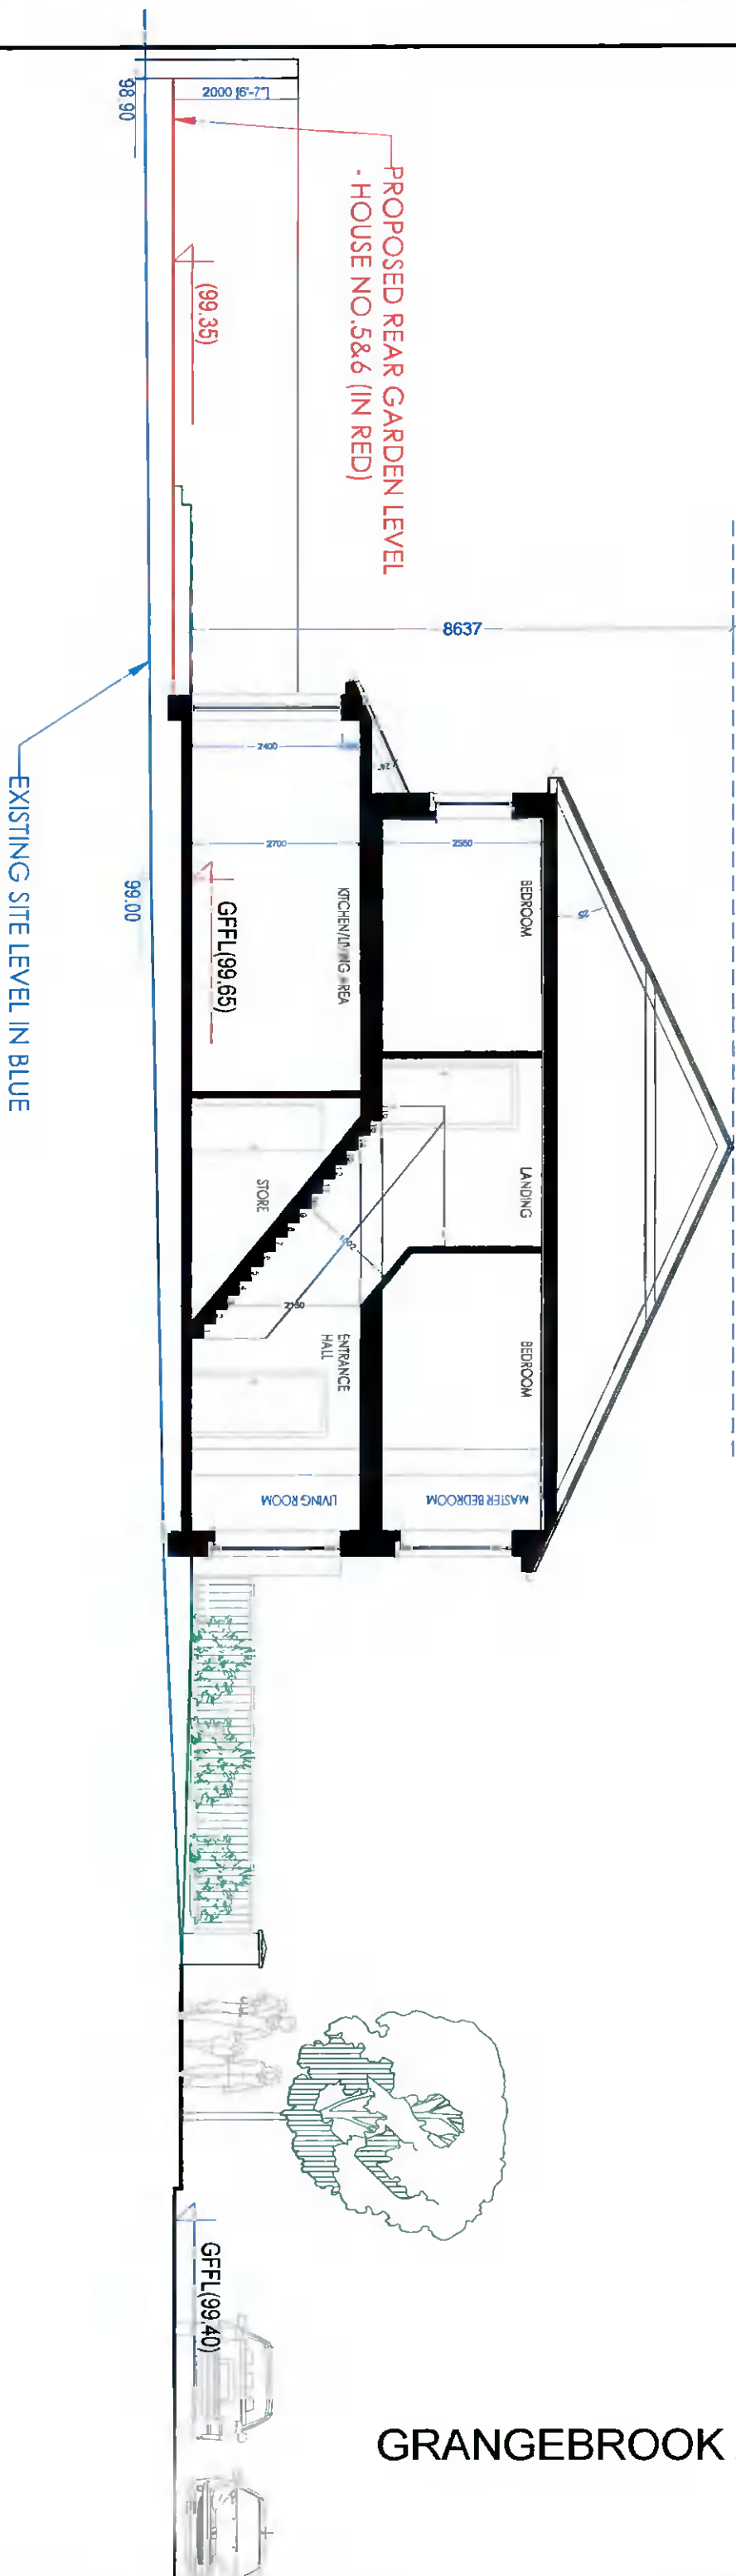 98.90
2000 [6'-7"]
PROPOSED REAR GARDEN LEVEL
- HOUSE NO.5&6 (IN RED)
(99.35)
8637
EXISTING SITE LEVEL IN BLUE
99.00
2400
2700
2550
GFFL(99.65)
KITCHEN/LIVING AREA
BEDROOM
25°
STORE
LANDING
2150
ENTRANCE
HALL
BEDROOM
LIVING ROOM
MASTER BEDROOM
GFFL(99.40)
GRANGEBROOK